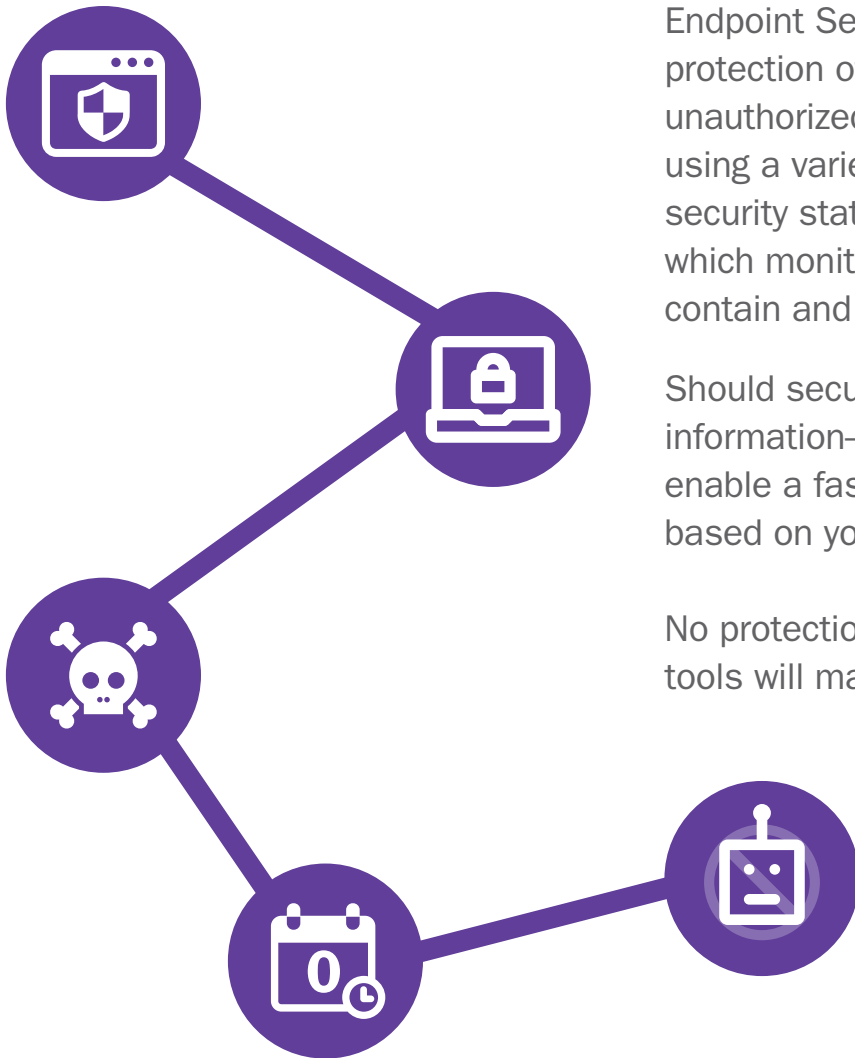 Endpoint Se
protection o
unauthorized
using a varie
security stat
which monit
contain and
Should secu
information–
enable a fas
based on yo
No protectio
tools will ma
0